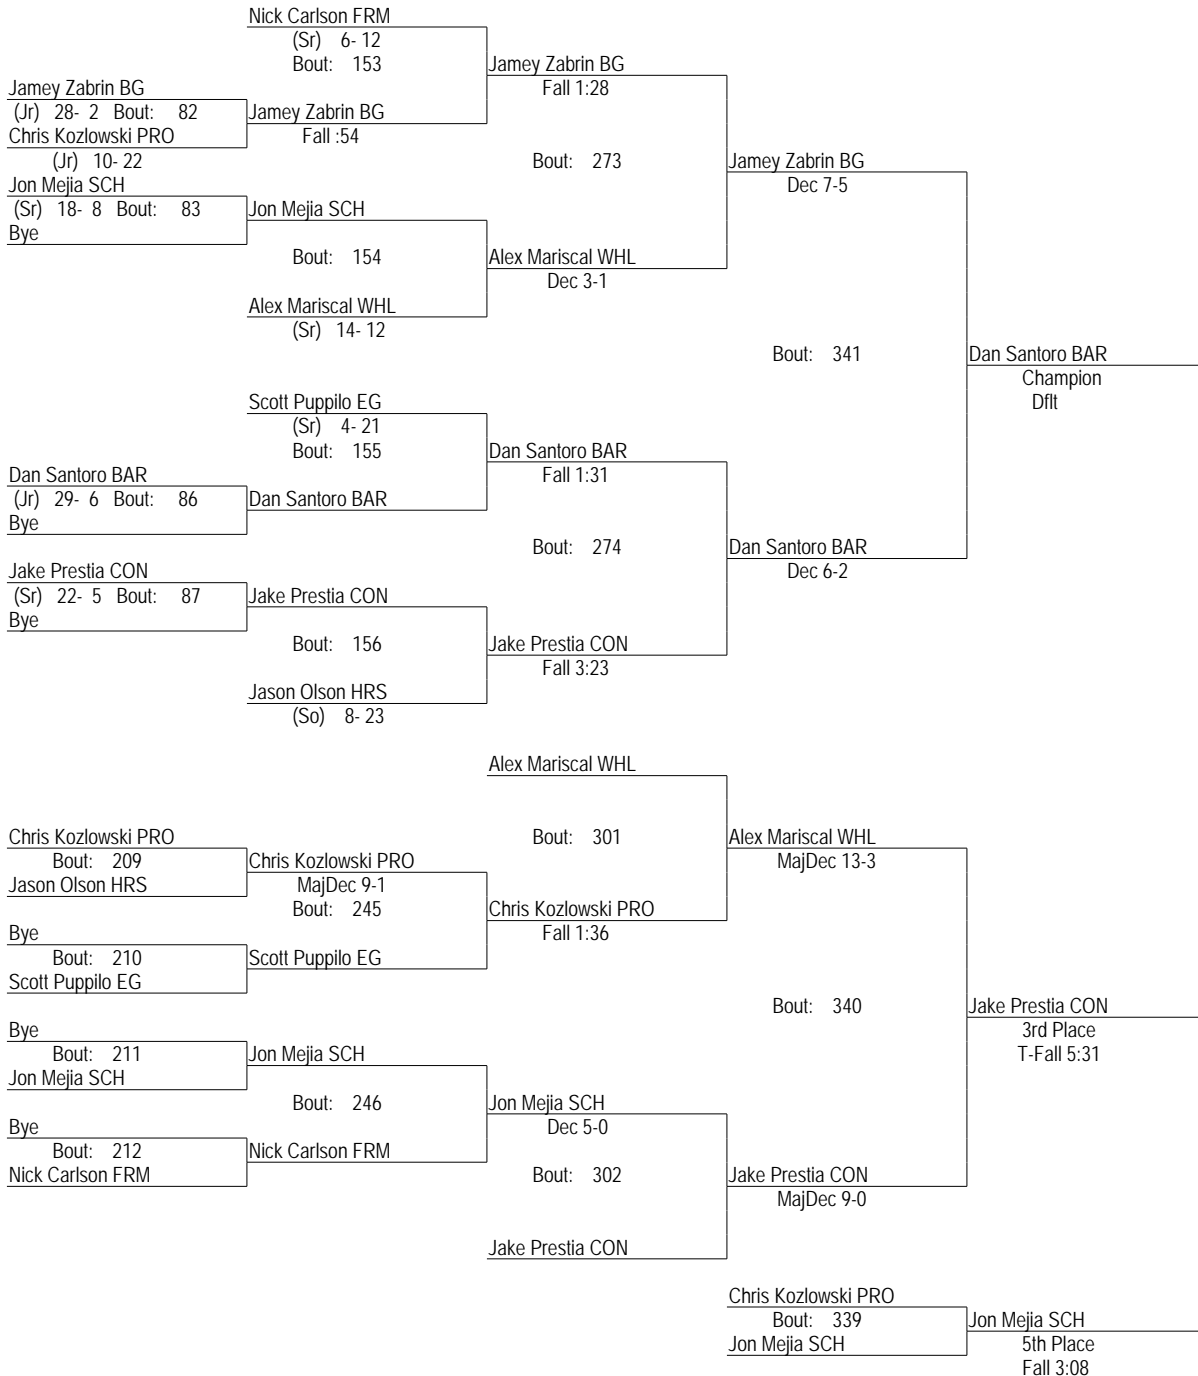 Nick Carlson FRM
(Sr) 6- 12
Bout: 153
Jamey Zabrin BG
Fall 1:28
Jamey Zabrin BG
(Jr) 28- 2 Bout: 82
Jamey Zabrin BG
Fall :54
Chris Kozlowski PRO
(Jr) 10- 22
Bout: 273
Jamey Zabrin BG
Dec 7-5
Jon Mejia SCH
(Sr) 18- 8 Bout: 83
Jon Mejia SCH
Bye
Bout: 154
Alex Mariscal WHL
Dec 3-1
Alex Mariscal WHL
(Sr) 14- 12
Bout: 341
Dan Santoro BAR
Champion
Dflt
Scott Puppilo EG
(Sr) 4- 21
Bout: 155
Dan Santoro BAR
Fall 1:31
Dan Santoro BAR
(Jr) 29- 6 Bout: 86
Dan Santoro BAR
Bye
Bout: 274
Dan Santoro BAR
Dec 6-2
Jake Prestia CON
(Sr) 22- 5 Bout: 87
Jake Prestia CON
Bye
Bout: 156
Jake Prestia CON
Fall 3:23
Jason Olson HRS
(So) 8- 23
Alex Mariscal WHL
Bout: 301
Alex Mariscal WHL
MajDec 13-3
Chris Kozlowski PRO
Bout: 209
Chris Kozlowski PRO
Jason Olson HRS
MajDec 9-1
Bout: 245
Chris Kozlowski PRO
Fall 1:36
Bye
Bout: 210
Scott Puppilo EG
Scott Puppilo EG
Bout: 340
Jake Prestia CON
3rd Place
T-Fall 5:31
Bye
Bout: 211
Jon Mejia SCH
Jon Mejia SCH
Bout: 246
Jon Mejia SCH
Dec 5-0
Bye
Bout: 212
Nick Carlson FRM
Nick Carlson FRM
Bout: 302
Jake Prestia CON
MajDec 9-0
Jake Prestia CON
Chris Kozlowski PRO
Bout: 339
Jon Mejia SCH
Jon Mejia SCH
5th Place
Fall 3:08